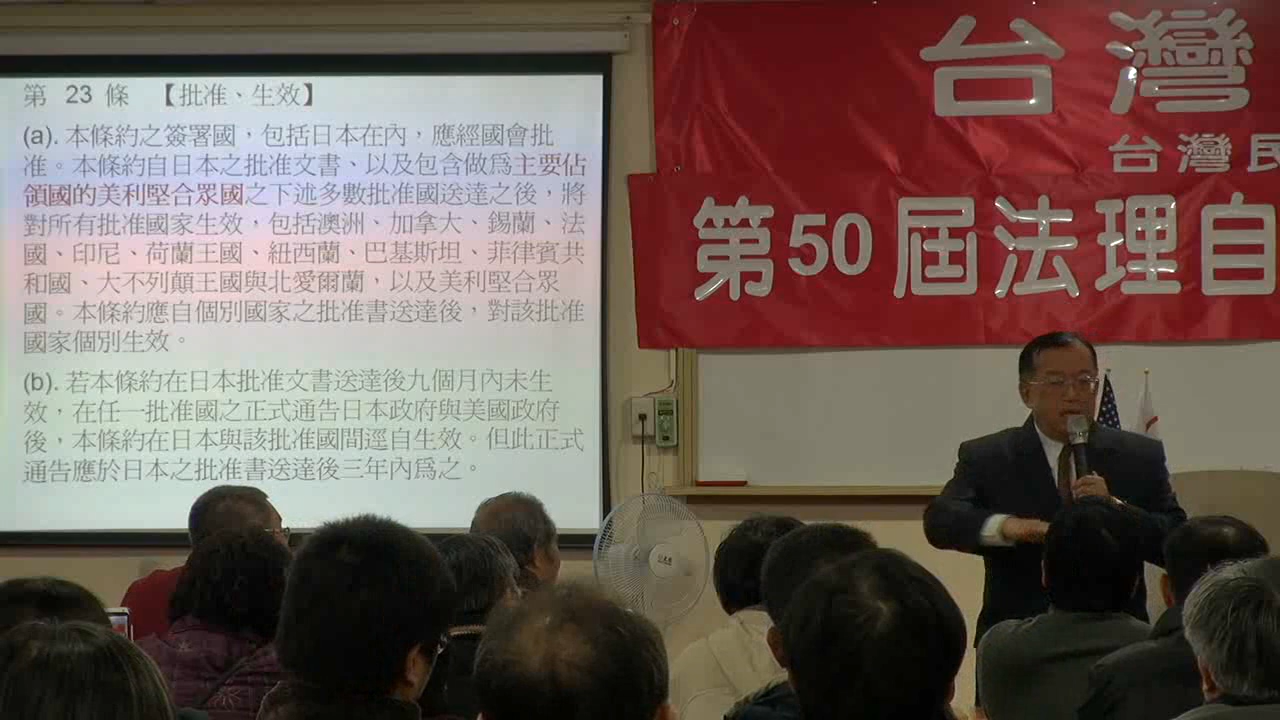 第 23 條 【批准、生效】
(a). 本條約之簽署國，包括日本在內，應經國會批
准。本條約自日本之批准文書、以及包含做爲主要佔
領國的美利堅合眾國之下述多數批准國送達之後，將
對所有批准國家生效，包括澳洲、加拿大、錫蘭、法
國、印尼、荷蘭王國、紐西蘭、巴基斯坦、菲律賓共
和國、大不列顛王國與北愛爾蘭，以及美利堅合眾
國。本條約應自個別國家之批准書送達後，對該批准
國家個別生效。
(b). 若本條約在日本批准文書送達後九個月內未生
效，在任一批准國之正式通告日本政府與美國政府
後，本條約在日本與該批准國間逕自生效。但此正式
通告應於日本之批准書送達後三年內爲之。
台灣
台灣民
第50屆法理自